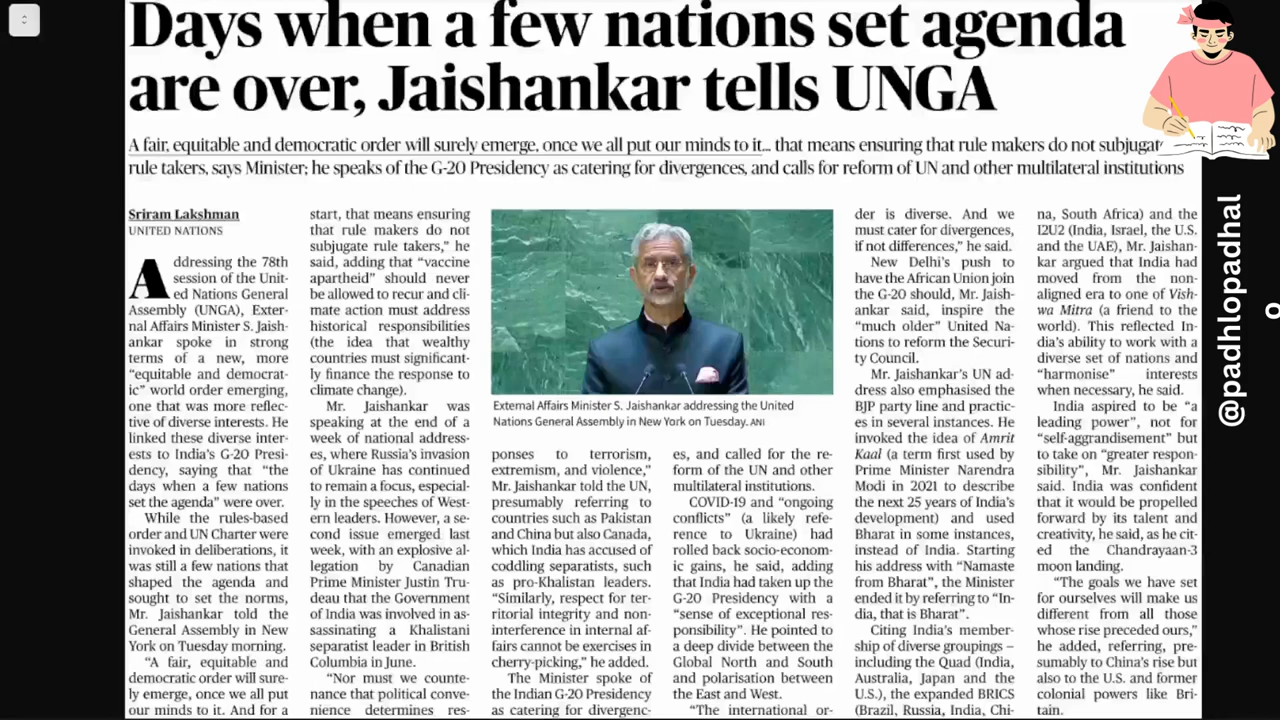 Days when a few nations set agenda
are over, Jaishankar tells UNGA
A fair, equitable and democratic order will surely emerge, once we all put our minds to it... that means ensuring that rule makers do not subjugat
rule takers, says Minister; he speaks of the G-20 Presidency as catering for divergences, and calls for reform of UN and other multilateral institutions
Sriram Lakshman
UNITED NATIONS
Addressing the 78th
session of the Unit-
ed Nations General
Assembly (UNGA), Exter-
nal Affairs Minister S. Jaish-
ankar spoke in strong
terms of a new, more
“equitable and democrat-
ic” world order emerging,
one that was more reflec-
tive of diverse interests. He
linked these diverse inter-
ests to India’s G-20 Presi-
dency, saying that “the
days when a few nations
set the agenda” were over.
While the rules-based
order and UN Charter were
invoked in deliberations, it
was still a few nations that
shaped the agenda and
sought to set the norms,
Mr. Jaishankar told the
General Assembly in New
York on Tuesday morning.
“A fair, equitable and
democratic order will sure-
ly emerge, once we all put
our minds to it. And for a
start, that means ensuring
that rule makers do not
subjugate rule takers,” he
said, adding that “vaccine
apartheid” should never
be allowed to recur and cli-
mate action must address
historical responsibilities
(the idea that wealthy
countries must significant-
ly finance the response to
climate change).
Mr. Jaishankar was
speaking at the end of a
week of national address-
es, where Russia’s invasion
of Ukraine has continued
to remain a focus, especial-
ly in the speeches of West-
ern leaders. However, a se-
cond issue emerged last
week, with an explosive al-
legation by Canadian
Prime Minister Justin Tru-
deau that the Government
of India was involved in as-
sassinating a Khalistani
separatist leader in British
Columbia in June.
“Nor must we counte-
nance that political conve-
nience determines res-
External Affairs Minister S. Jaishankar addressing the United
Nations General Assembly in New York on Tuesday. ANI
ponses to terrorism,
extremism, and violence,”
Mr. Jaishankar told the UN,
presumably referring to
countries such as Pakistan
and China but also Canada,
which India has accused of
coddling separatists, such
as pro-Khalistan leaders.
“Similarly, respect for ter-
ritorial integrity and non-
interference in internal af-
fairs cannot be exercises in
cherry-picking,” he added.
The Minister spoke of
the Indian G-20 Presidency
as catering for divergenc-
es, and called for the re-
form of the UN and other
multilateral institutions.
COVID-19 and “ongoing
conflicts” (a likely refe-
rence to Ukraine) had
rolled back socio-econom-
ic gains, he said, adding
that India had taken up the
G-20 Presidency with a
“sense of exceptional res-
ponsibility”. He pointed to
a deep divide between the
Global North and South
and polarisation between
the East and West.
“The international or-
der is diverse. And we
must cater for divergences,
if not differences,” he said.
New Delhi’s push to
have the African Union join
the G-20 should, Mr. Jaish-
ankar said, inspire the
“much older” United Na-
tions to reform the Securi-
ty Council.
Mr. Jaishankar’s UN ad-
dress also emphasised the
BJP party line and practic-
es in several instances. He
invoked the idea of Amrit
Kaal (a term first used by
Prime Minister Narendra
Modi in 2021 to describe
the next 25 years of India’s
development) and used
Bharat in some instances,
instead of India. Starting
his address with “Namaste
from Bharat”, the Minister
ended it by referring to “In-
dia, that is Bharat”.
Citing India’s member-
ship of diverse groupings –
including the Quad (India,
Australia, Japan and the
U.S.), the expanded BRICS
(Brazil, Russia, India, Chi-
na, South Africa) and the
I2U2 (India, Israel, the U.S.
and the UAE), Mr. Jaishan-
kar argued that India had
moved from the non-
aligned era to one of Vish-
wa Mitra (a friend to the
world). This reflected In-
dia’s ability to work with a
diverse set of nations and
“harmonise” interests
when necessary, he said.
India aspired to be “a
leading power”, not for
“self-aggrandisement” but
to take on “greater respon-
sibility”, Mr. Jaishankar
said. India was confident
that it would be propelled
forward by its talent and
creativity, he said, as he cit-
ed the Chandrayaan-3
moon landing.
“The goals we have set
for ourselves will make us
different from all those
whose rise preceded ours,”
he added, referring, pre-
sumably to China’s rise but
also to the U.S. and former
colonial powers like Bri-
tain.
@padhlopadhal
o